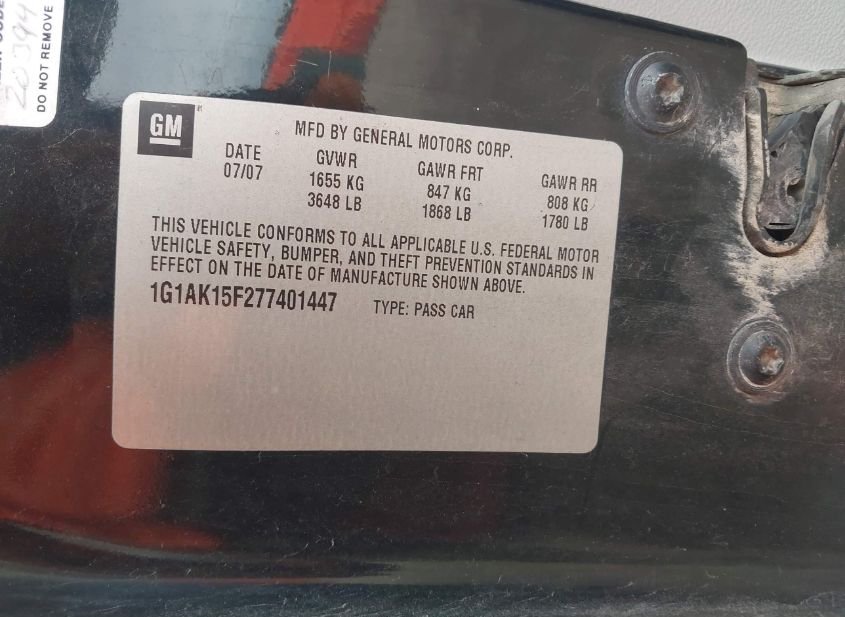 DO NOT REMOVE
GM
MFD BY GENERAL MOTORS CORP.
DATE GVWR GAWR FRT GAWR RR
07/07 1655 KG 847 KG 808 KG
3648 LB 1868 LB 1780 LB
THIS VEHICLE CONFORMS TO ALL APPLICABLE U.S. FEDERAL MOTOR
VEHICLE SAFETY, BUMPER, AND THEFT PREVENTION STANDARDS IN
EFFECT ON THE DATE OF MANUFACTURE SHOWN ABOVE.
1G1AK15F277401447 TYPE: PASS CAR